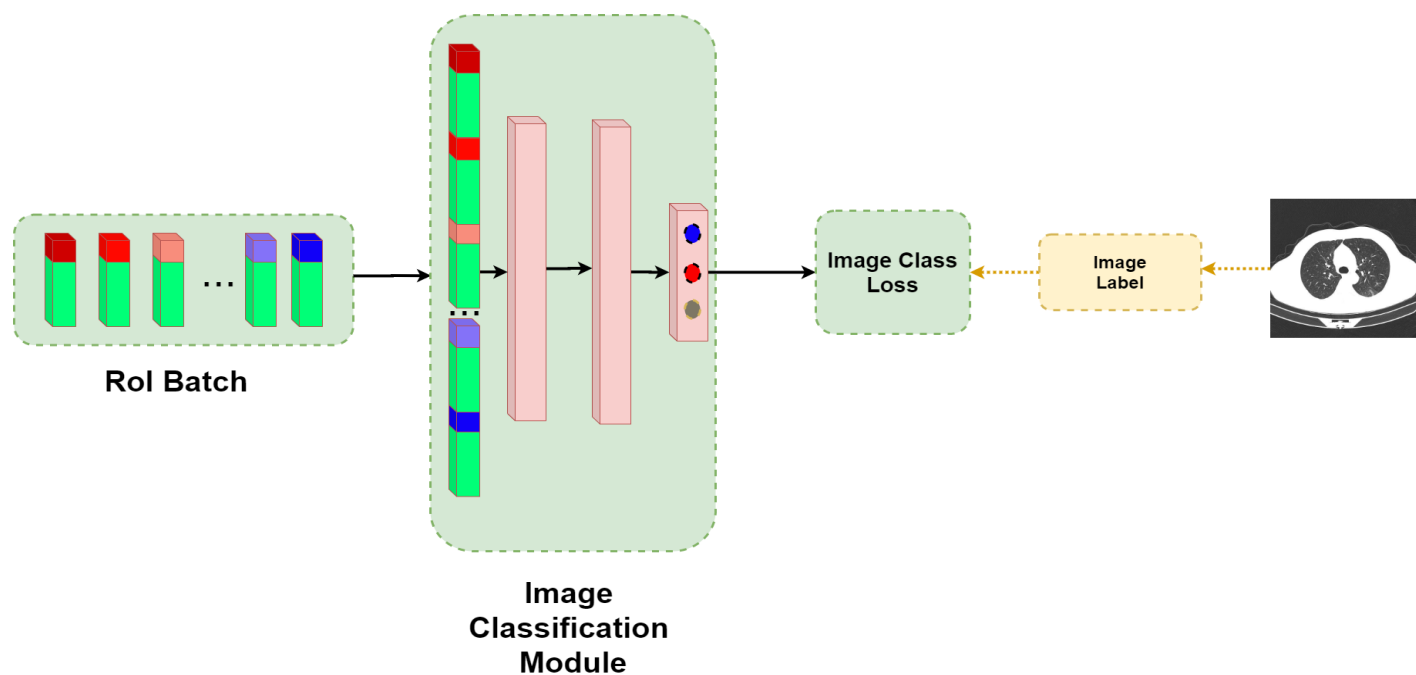 RoI Batch
...
...
Image
Classification
Module
Image Class
Loss
Image
Label